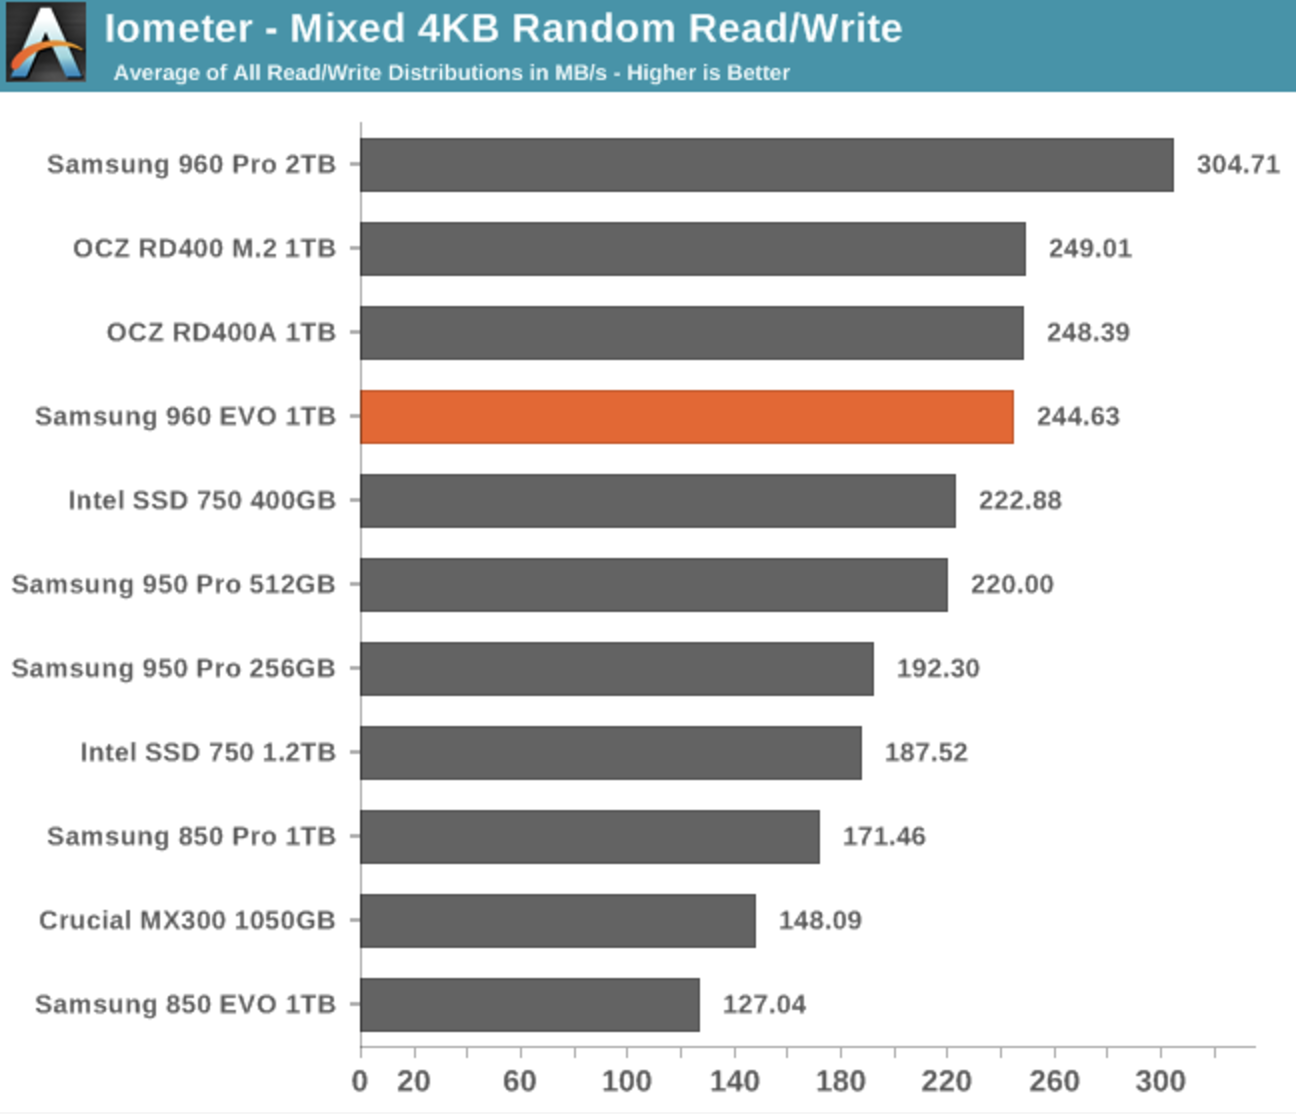 Iometer - Mixed 4KB Random Read/Write
Average of All Read/Write Distributions in MB/s - Higher is Better
Samsung 960 Pro 2TB 304.71
OCZ RD400 M.2 1TB 249.01
OCZ RD400A 1TB 248.39
Samsung 960 EVO 1TB 244.63
Intel SSD 750 400GB 222.88
Samsung 950 Pro 512GB 220.00
Samsung 950 Pro 256GB 192.30
Intel SSD 750 1.2TB 187.52
Samsung 850 Pro 1TB 171.46
Crucial MX300 1050GB 148.09
Samsung 850 EVO 1TB 127.04
0 20 60 100 140 180 220 260 300